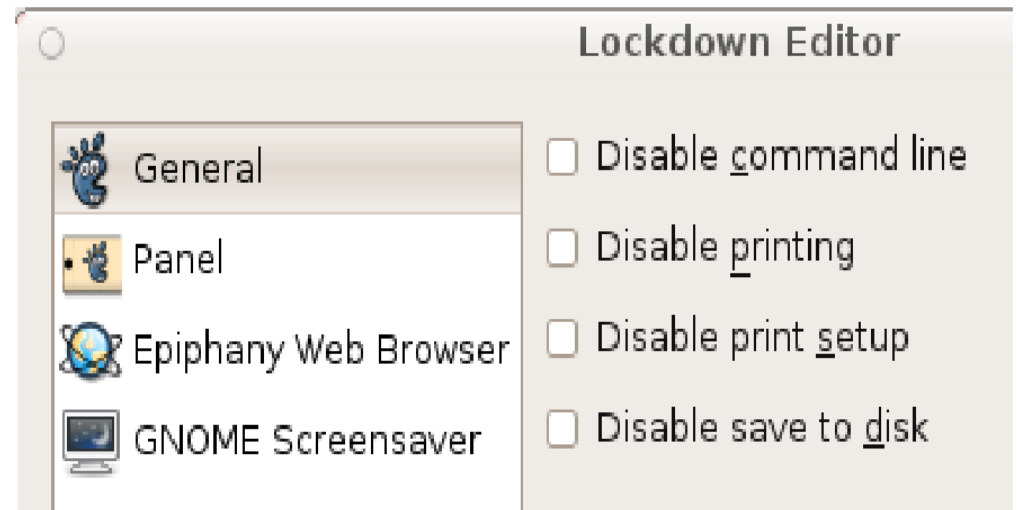 Lockdown Editor
General
Panel
Epiphany Web Browser
GNOME Screensaver
Disable command line
Disable printing
Disable print setup
Disable save to disk